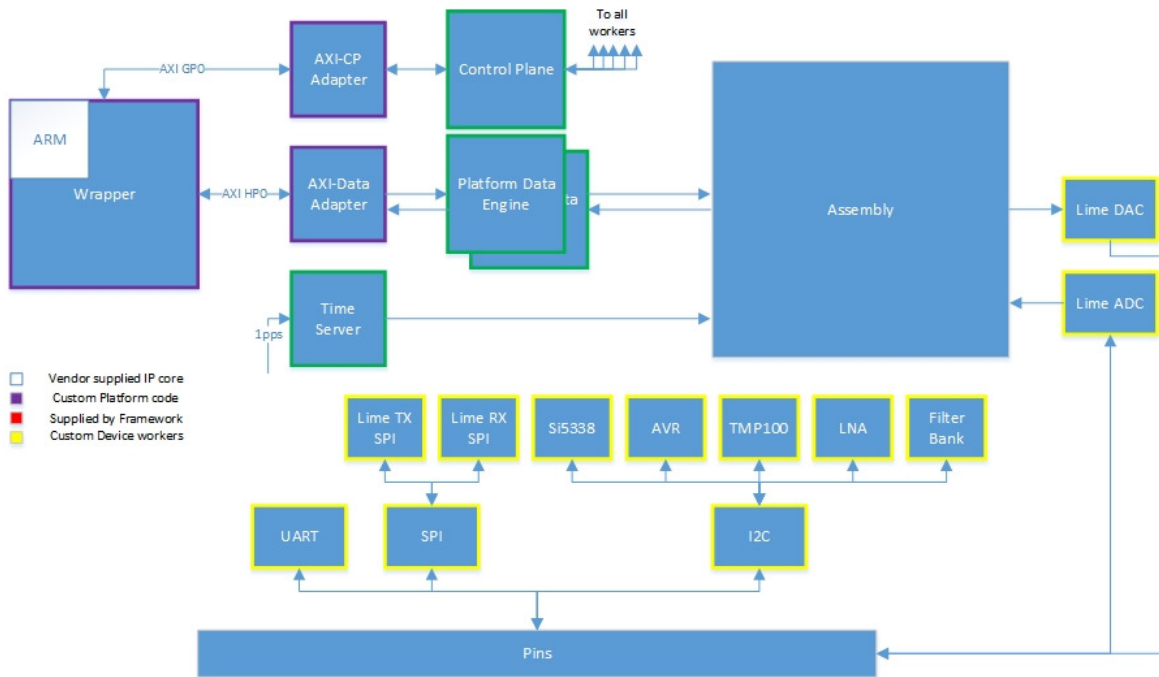 To all
workers
AXI GPO
AXI-CP
Adapter
Control Plane
ARM
Wrapper
AXI HPO
AXI-Data
Adapter
Platform Data
Engine
ta
Assembly
Lime DAC
Lime ADC
Time
Server
1pps
Vendor supplied IP core
Custom Platform code
Supplied by Framework
Custom Device workers
Lime TX
SPI
Lime RX
SPI
Si5338
AVR
TMP100
LNA
Filter
Bank
UART
SPI
I2C
Pins